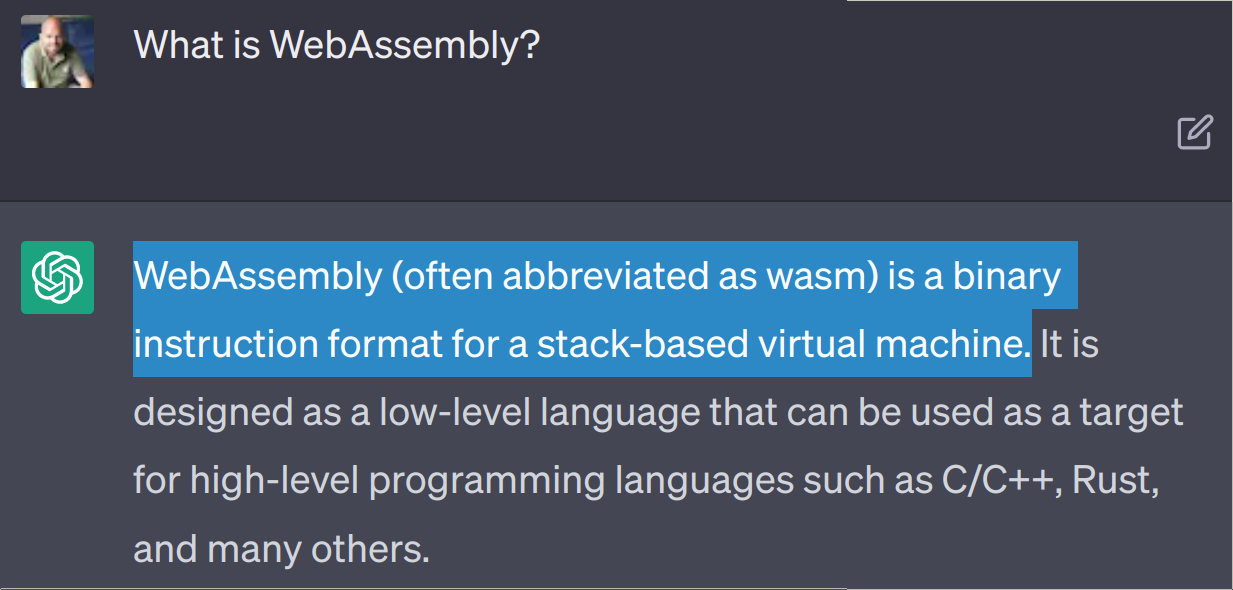 What is WebAssembly?
WebAssembly (often abbreviated as wasm) is a binary
instruction format for a stack-based virtual machine. It is
designed as a low-level language that can be used as a target
for high-level programming languages such as C/C++, Rust,
and many others.